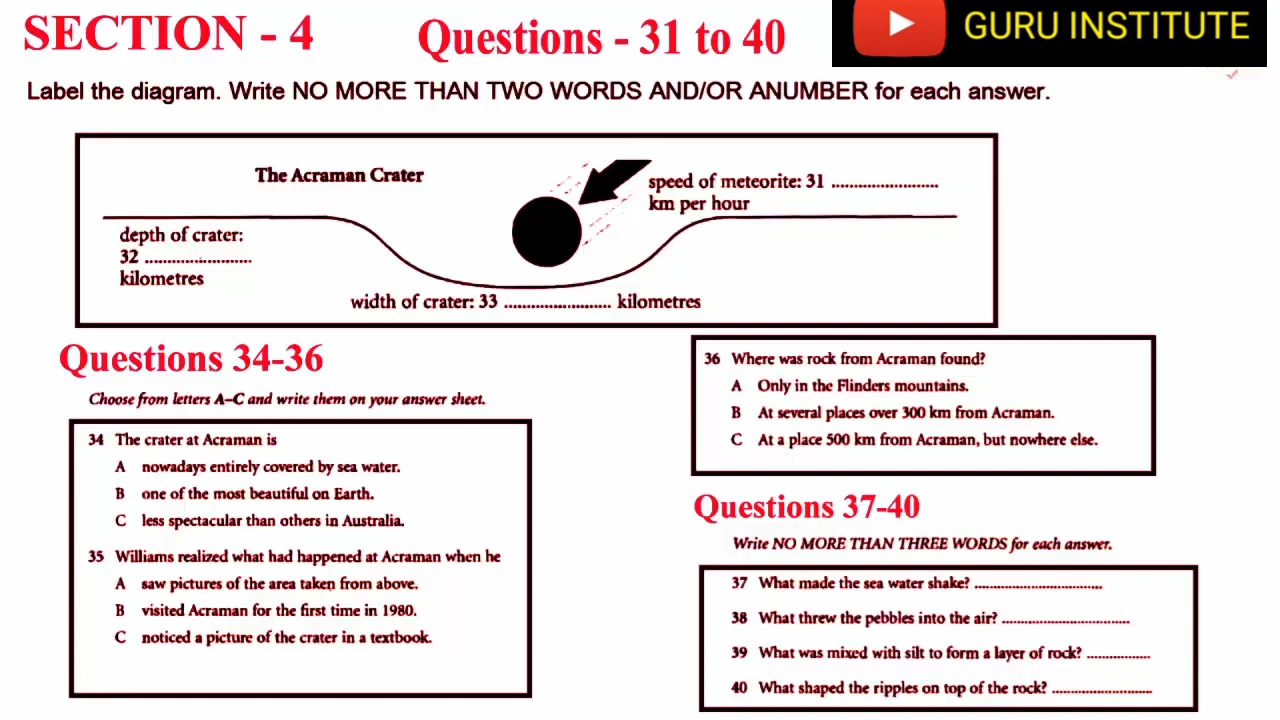 SECTION - 4
Questions - 31 to 40
GURU INSTITUTE
Label the diagram. Write NO MORE THAN TWO WORDS AND/OR ANUMBER for each answer.
The Acraman Crater
speed of meteorite: 31 ..........................
km per hour
depth of crater:
32 ..........................
kilometres
width of crater: 33 .......................... kilometres
Questions 34-36
Choose from letters A–C and write them on your answer sheet.
34 The crater at Acraman is
A nowadays entirely covered by sea water.
B one of the most beautiful on Earth.
C less spectacular than others in Australia.
35 Williams realized what had happened at Acraman when he
A saw pictures of the area taken from above.
B visited Acraman for the first time in 1980.
C noticed a picture of the crater in a textbook.
36 Where was rock from Acraman found?
A Only in the Flinders mountains.
B At several places over 300 km from Acraman.
C At a place 500 km from Acraman, but nowhere else.
Questions 37-40
Write NO MORE THAN THREE WORDS for each answer.
37 What made the sea water shake? ................................
38 What threw the pebbles into the air? ................................
39 What was mixed with silt to form a layer of rock? ................
40 What shaped the ripples on top of the rock? .........................